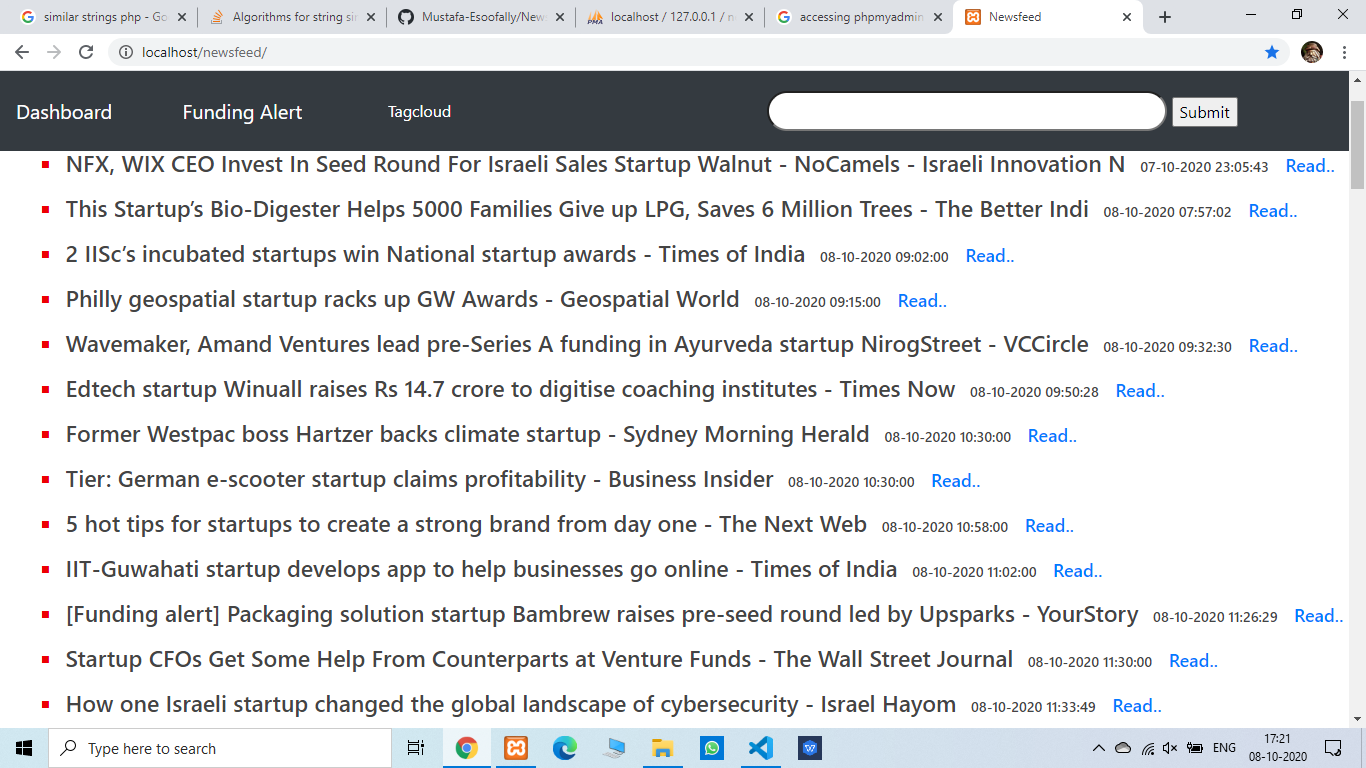 similar strings php - Go
Algorithms for string si
Mustafa-Esoofally/New
localhost / 127.0.0.1 / n
accessing phpmyadmin
Newsfeed
localhost/newsfeed/
Dashboard Funding Alert Tagcloud Submit
NFX, WIX CEO Invest In Seed Round For Israeli Sales Startup Walnut - NoCamels - Israeli Innovation N 07-10-2020 23:05:43 Read..
This Startup’s Bio-Digester Helps 5000 Families Give up LPG, Saves 6 Million Trees - The Better Indi 08-10-2020 07:57:02 Read..
2 IISc’s incubated startups win National startup awards - Times of India 08-10-2020 09:02:00 Read..
Philly geospatial startup racks up GW Awards - Geospatial World 08-10-2020 09:15:00 Read..
Wavemaker, Amand Ventures lead pre-Series A funding in Ayurveda startup NirogStreet - VCCircle 08-10-2020 09:32:30 Read..
Edtech startup Winuall raises Rs 14.7 crore to digitise coaching institutes - Times Now 08-10-2020 09:50:28 Read..
Former Westpac boss Hartzer backs climate startup - Sydney Morning Herald 08-10-2020 10:30:00 Read..
Tier: German e-scooter startup claims profitability - Business Insider 08-10-2020 10:30:00 Read..
5 hot tips for startups to create a strong brand from day one - The Next Web 08-10-2020 10:58:00 Read..
IIT-Guwahati startup develops app to help businesses go online - Times of India 08-10-2020 11:02:00 Read..
[Funding alert] Packaging solution startup Bambrew raises pre-seed round led by Upsparks - YourStory 08-10-2020 11:26:29 Read..
Startup CFOs Get Some Help From Counterparts at Venture Funds - The Wall Street Journal 08-10-2020 11:30:00 Read..
How one Israeli startup changed the global landscape of cybersecurity - Israel Hayom 08-10-2020 11:33:49 Read..
Type here to search
ENG
17:21
08-10-2020